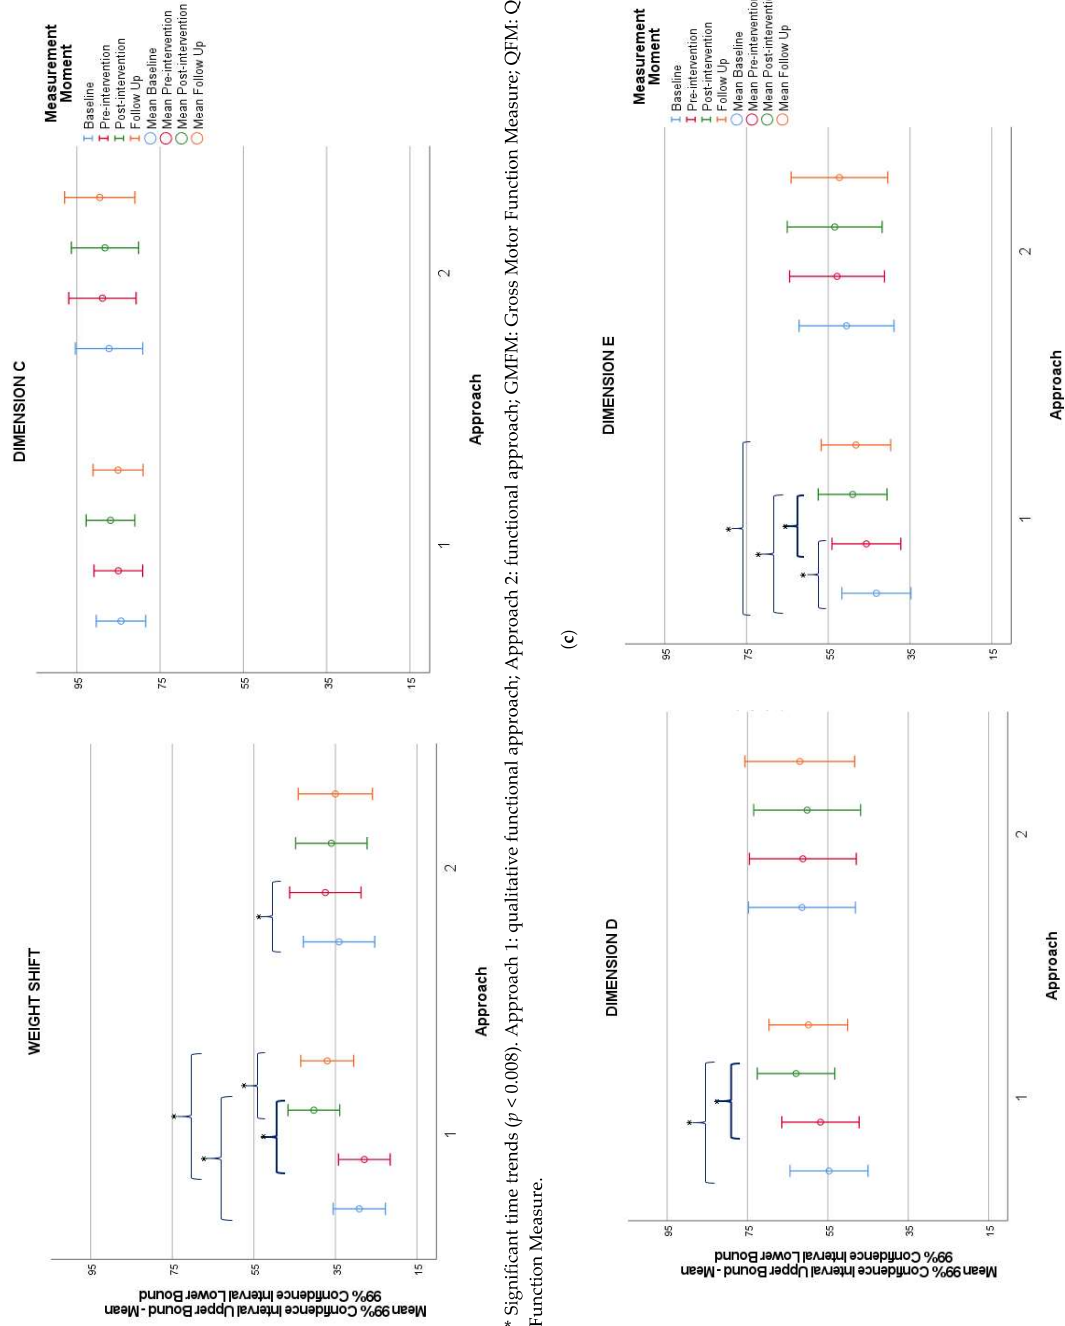 WEIGHT SHIFT
Mean 99% Confidence Interval Upper Bound - Mean
99% Confidence Interval Lower Bound
95
75
55
35
15
1
2
Approach
DIMENSION C
95
75
55
35
15
1
2
Approach
Measurement
Moment
Baseline
Pre-intervention
Post-intervention
Follow Up
Mean Baseline
Mean Pre-intervention
Mean Post-intervention
Mean Follow Up
* Significant time trends (p < 0.008). Approach 1: qualitative functional approach; Approach 2: functional approach; GMFM: Gross Motor Function Measure; QFM: Q
Function Measure.
(c)
DIMENSION D
Mean 99% Confidence Interval Upper Bound - Mean
99% Confidence Interval Lower Bound
95
75
55
35
15
1
2
Approach
DIMENSION E
95
75
55
35
15
1
2
Approach
Measurement
Moment
Baseline
Pre-intervention
Post-intervention
Follow Up
Mean Baseline
Mean Pre-intervention
Mean Post-intervention
Mean Follow Up